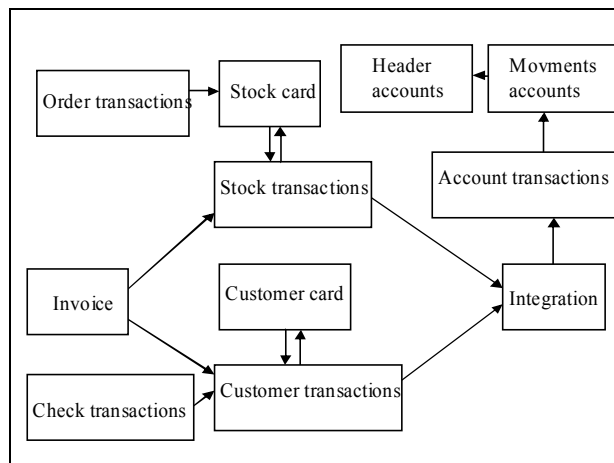 Header
accounts
Movments
accounts
Order transactions
Stock card
Stock transactions
Account transactions
Invoice
Customer card
Integration
Check transactions
Customer transactions